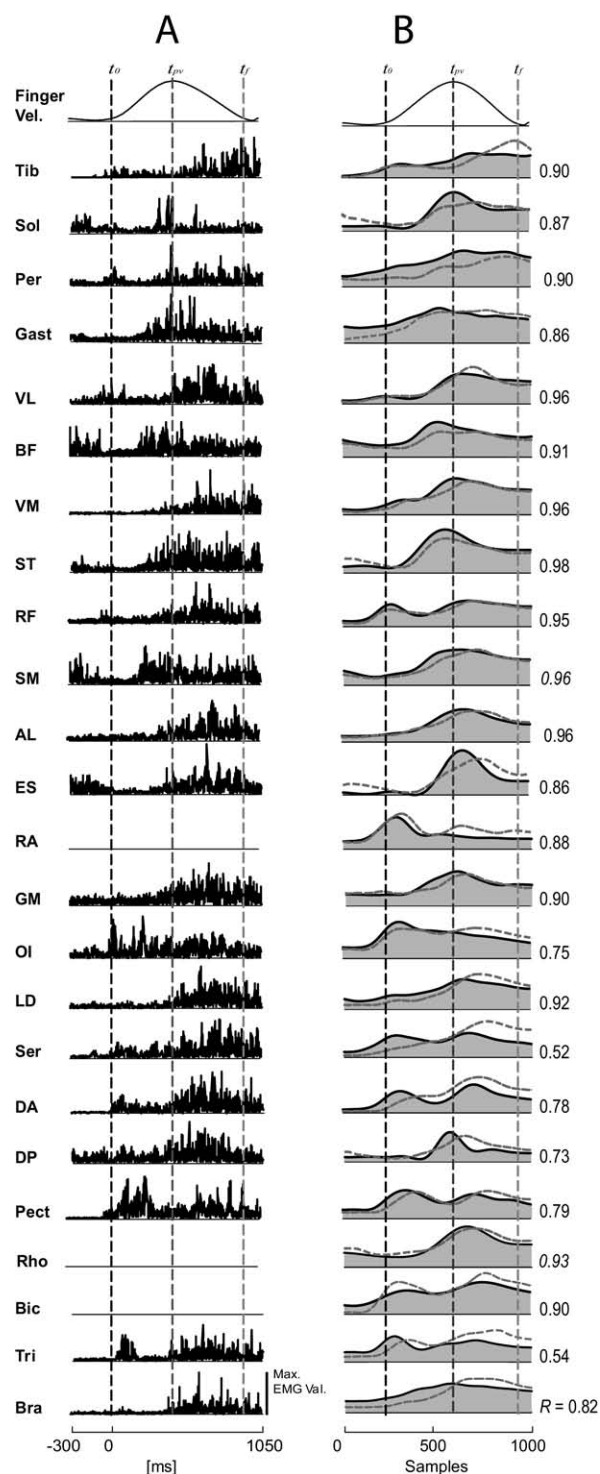 A B
t0 tpv tf t0 tpv tf
Finger
Vel.
Tib 0.90
Sol 0.87
Per 0.90
Gast 0.86
VL 0.96
BF 0.91
VM 0.96
ST 0.98
RF 0.95
SM 0.96
AL 0.96
ES 0.86
RA 0.88
GM 0.90
OI 0.75
LD 0.92
Ser 0.52
DA 0.78
DP 0.73
Pect 0.79
Rho 0.93
Bic 0.90
Tri 0.54
Max.
EMG Val.
Bra R = 0.82
-300 0 1050 0 500 1000
[ms] Samples